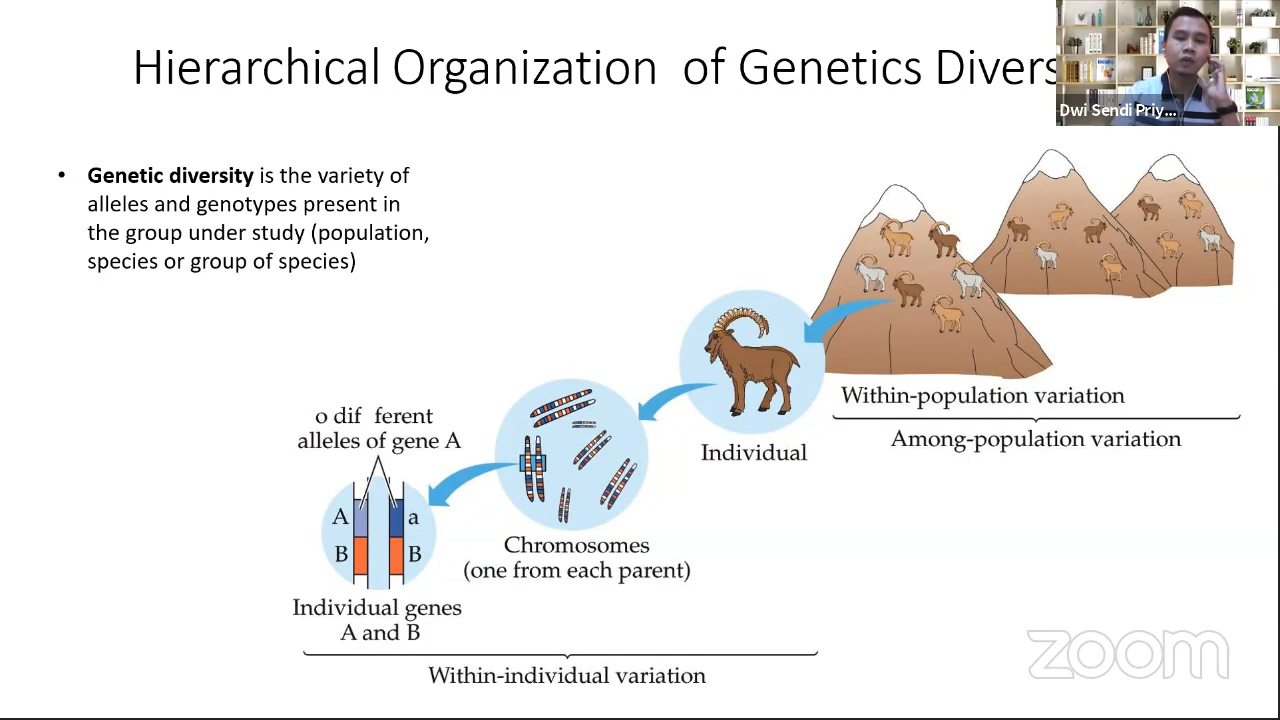 Hierarchical Organization of Genetics Divers
Dwi Sendi Priy...
• Genetic diversity is the variety of
alleles and genotypes present in
the group under study (population,
species or group of species)
Within-population variation
Among-population variation
Individual
o dif ferent
alleles of gene A
A a
B B
Chromosomes
(one from each parent)
Individual genes
A and B
Within-individual variation
zoom